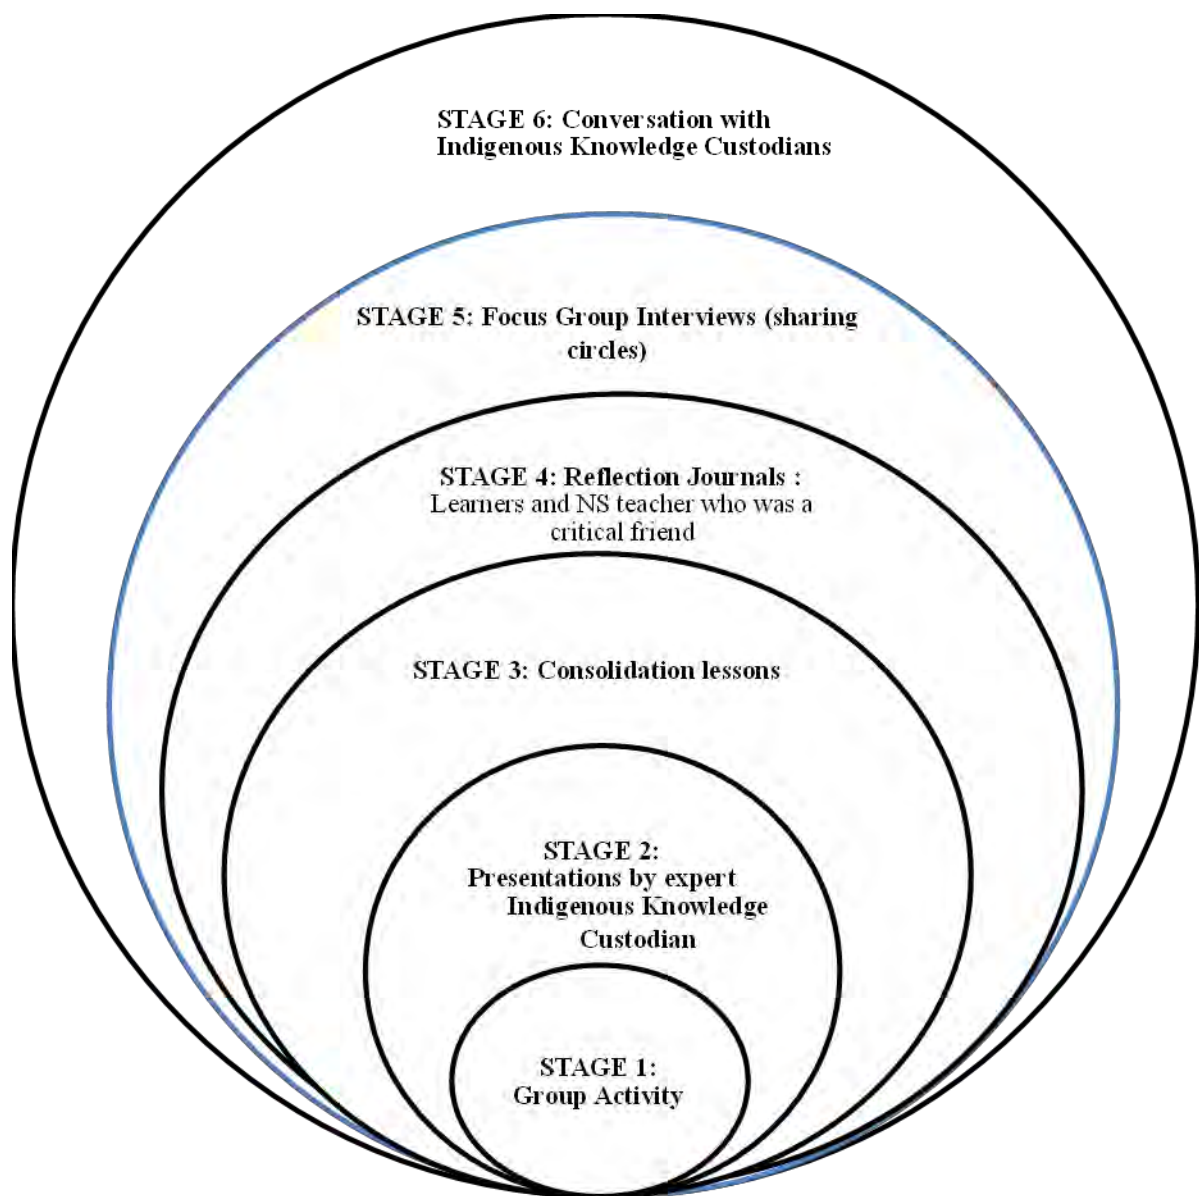 STAGE 6: Conversation with
Indigenous Knowledge Custodians
STAGE 5: Focus Group Interviews (sharing
circles)
STAGE 4: Reflection Journals :
Learners and NS teacher who was a
critical friend
STAGE 3: Consolidation lessons
STAGE 2:
Presentations by expert
Indigenous Knowledge
Custodian
STAGE 1:
Group Activity